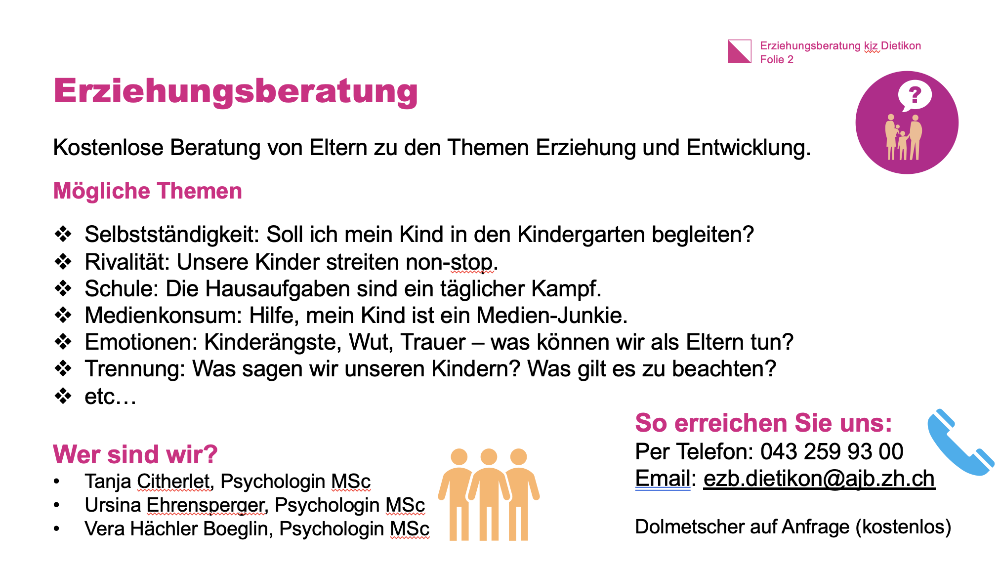 Erziehungsberatung kjz Dietikon
Folie 2
Erziehungsberatung
?
Kostenlose Beratung von Eltern zu den Themen Erziehung und Entwicklung.
Mögliche Themen
❖ Selbstständigkeit: Soll ich mein Kind in den Kindergarten begleiten?
❖ Rivalität: Unsere Kinder streiten non-stop.
❖ Schule: Die Hausaufgaben sind ein täglicher Kampf.
❖ Medienkonsum: Hilfe, mein Kind ist ein Medien-Junkie.
❖ Emotionen: Kinderängste, Wut, Trauer – was können wir als Eltern tun?
❖ Trennung: Was sagen wir unseren Kindern? Was gilt es zu beachten?
❖ etc…
Wer sind wir?
• Tanja Citherlet, Psychologin MSc
• Ursina Ehrensperger, Psychologin MSc
• Vera Hächler Boeglin, Psychologin MSc
So erreichen Sie uns:
Per Telefon: 043 259 93 00
Email: ezb.dietikon@ajb.zh.ch
Dolmetscher auf Anfrage (kostenlos)